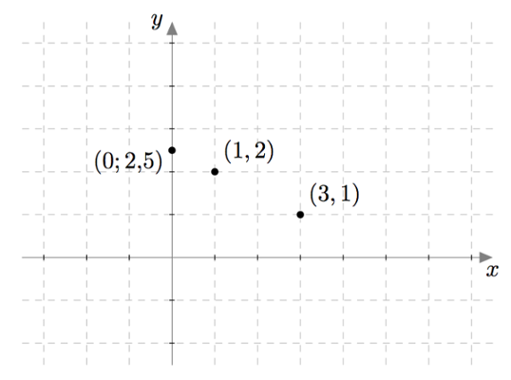 y
(0; 2,5)
(1, 2)
(3, 1)
x